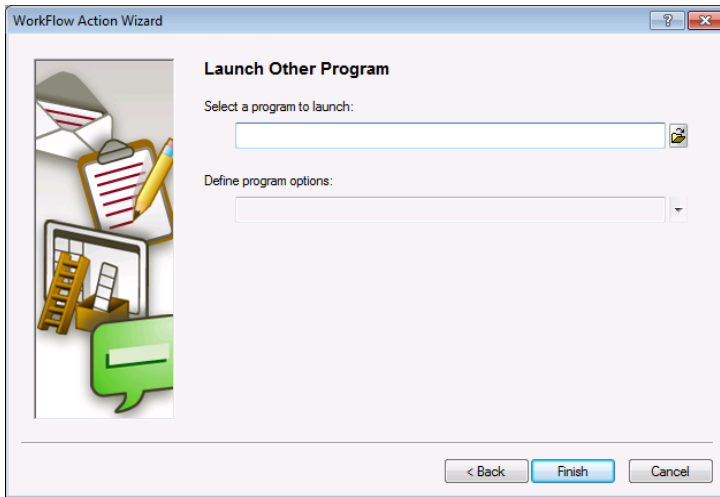 WorkFlow Action Wizard
?
Launch Other Program
Select a program to launch:
Define program options:
< Back
Finish
Cancel